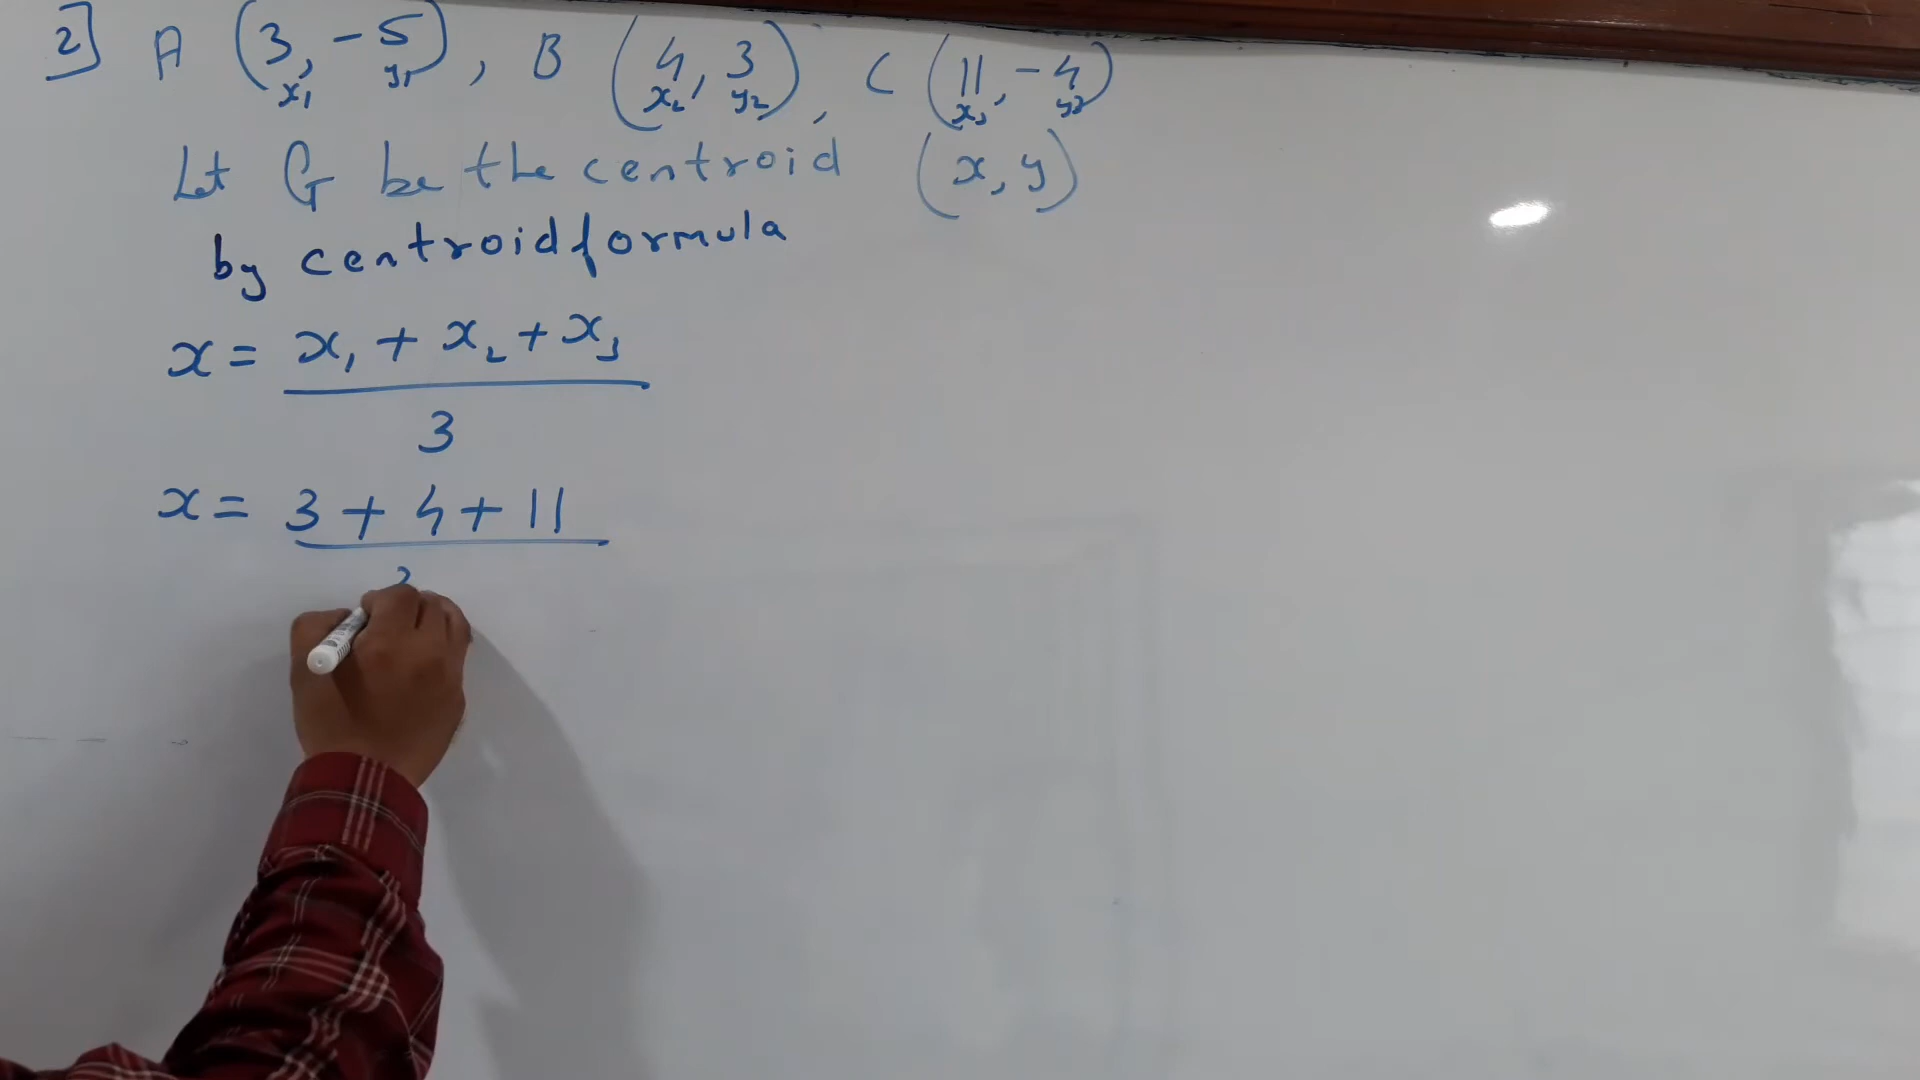 2] A (3, -5), B (4, 3), C (11, -4)
x₁ y₁ x₂ y₂ x₃ y₃
Let G be the centroid (x, y)
by centroid formula
x = x₁ + x₂ + x₃
3
x = 3 + 4 + 11